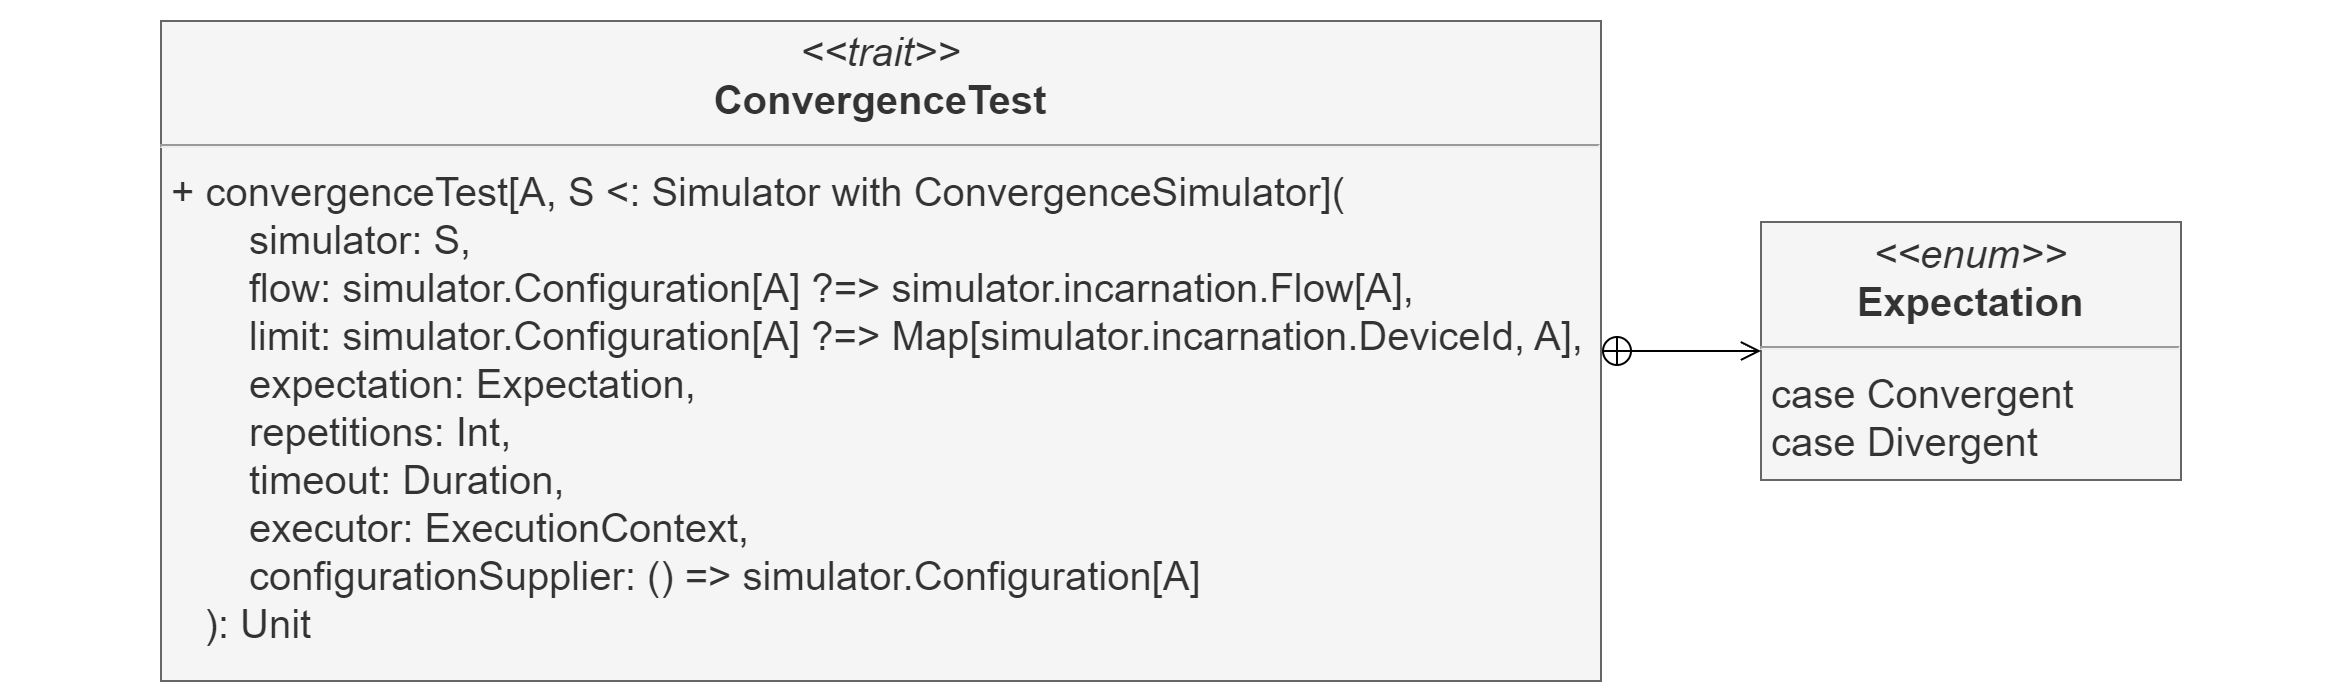 <<trait>>
ConvergenceTest
+ convergenceTest[A, S <: Simulator with ConvergenceSimulator](
simulator: S,
flow: simulator.Configuration[A] ?=> simulator.incarnation.Flow[A],
limit: simulator.Configuration[A] ?=> Map[simulator.incarnation.DeviceId, A],
expectation: Expectation,
repetitions: Int,
timeout: Duration,
executor: ExecutionContext,
configurationSupplier: () => simulator.Configuration[A]
): Unit
<<enum>>
Expectation
case Convergent
case Divergent